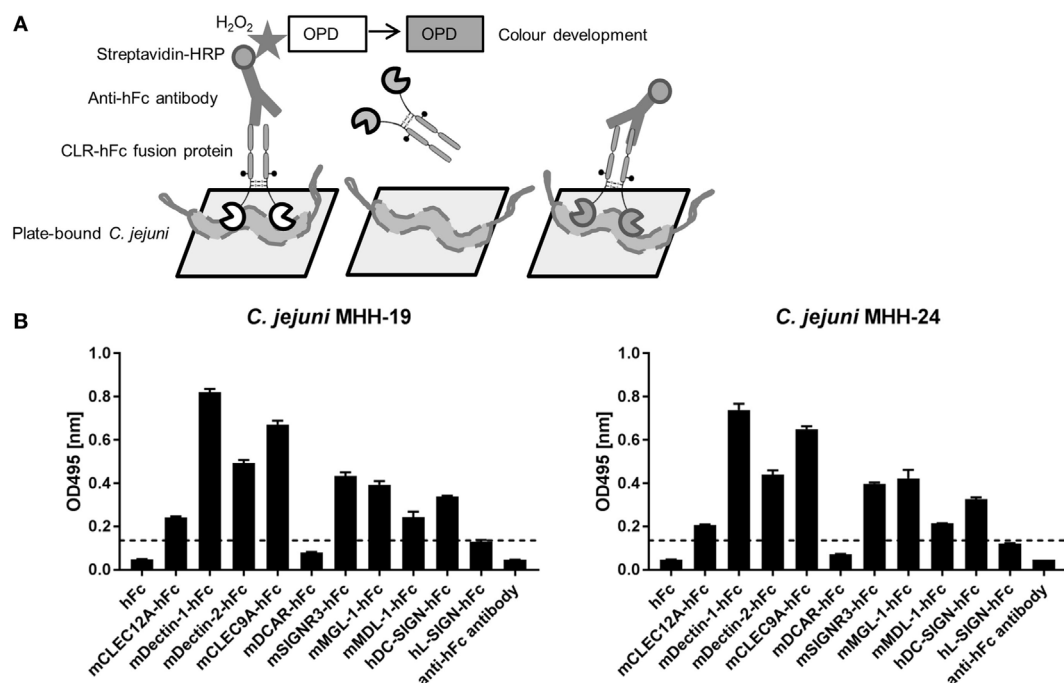 A
H2O2
OPD
OPD
Colour development
Streptavidin-HRP
Anti-hFc antibody
CLR-hFc fusion protein
Plate-bound C. jejuni
B
C. jejuni MHH-19
OD495 [nm]
1.0
0.8
0.6
0.4
0.2
0.0
hFc
mCLEC12A-hFc
mDectin-1-hFc
mDectin-2-hFc
mCLEC9A-hFc
mDCAR-hFc
mSIGNR3-hFc
mMGL-1-hFc
mMDL-1-hFc
hDC-SIGN-hFc
hL-SIGN-hFc
anti-hFc antibody
C. jejuni MHH-24
OD495 [nm]
1.0
0.8
0.6
0.4
0.2
0.0
hFc
mCLEC12A-hFc
mDectin-1-hFc
mDectin-2-hFc
mCLEC9A-hFc
mDCAR-hFc
mSIGNR3-hFc
mMGL-1-hFc
mMDL-1-hFc
hDC-SIGN-hFc
hL-SIGN-hFc
anti-hFc antibody